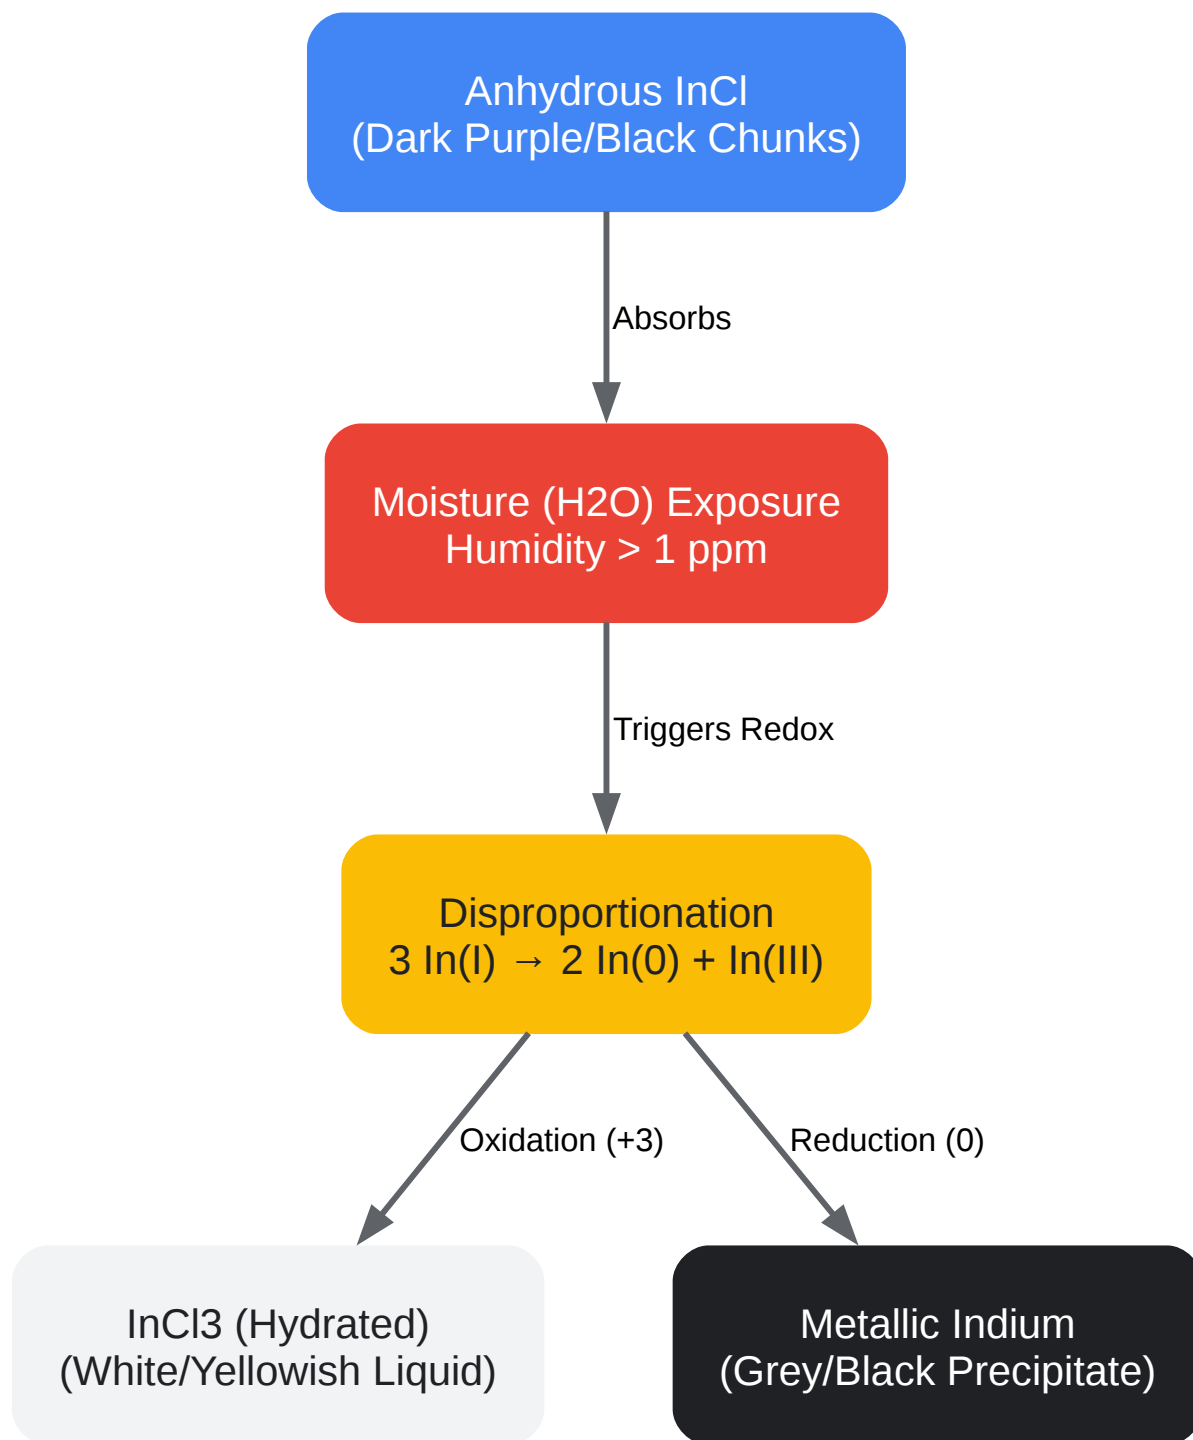 Anhydrous InCl
(Dark Purple/Black Chunks)
Absorbs
Moisture (H2O) Exposure
Humidity > 1 ppm
Triggers Redox
Disproportionation
3 In(I) → 2 In(0) + In(III)
Oxidation (+3)
Reduction (0)
InCl3 (Hydrated)
(White/Yellowish Liquid)
Metallic Indium
(Grey/Black Precipitate)